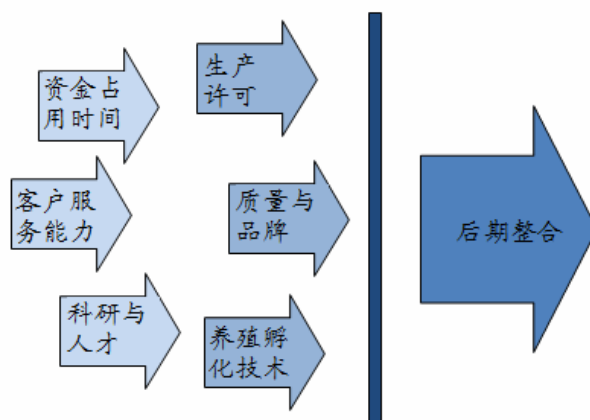 资金占
用时间
客户服
务能力
科研与
人才
生产
许可
质量与
品牌
养殖孵
化技术
后期整合